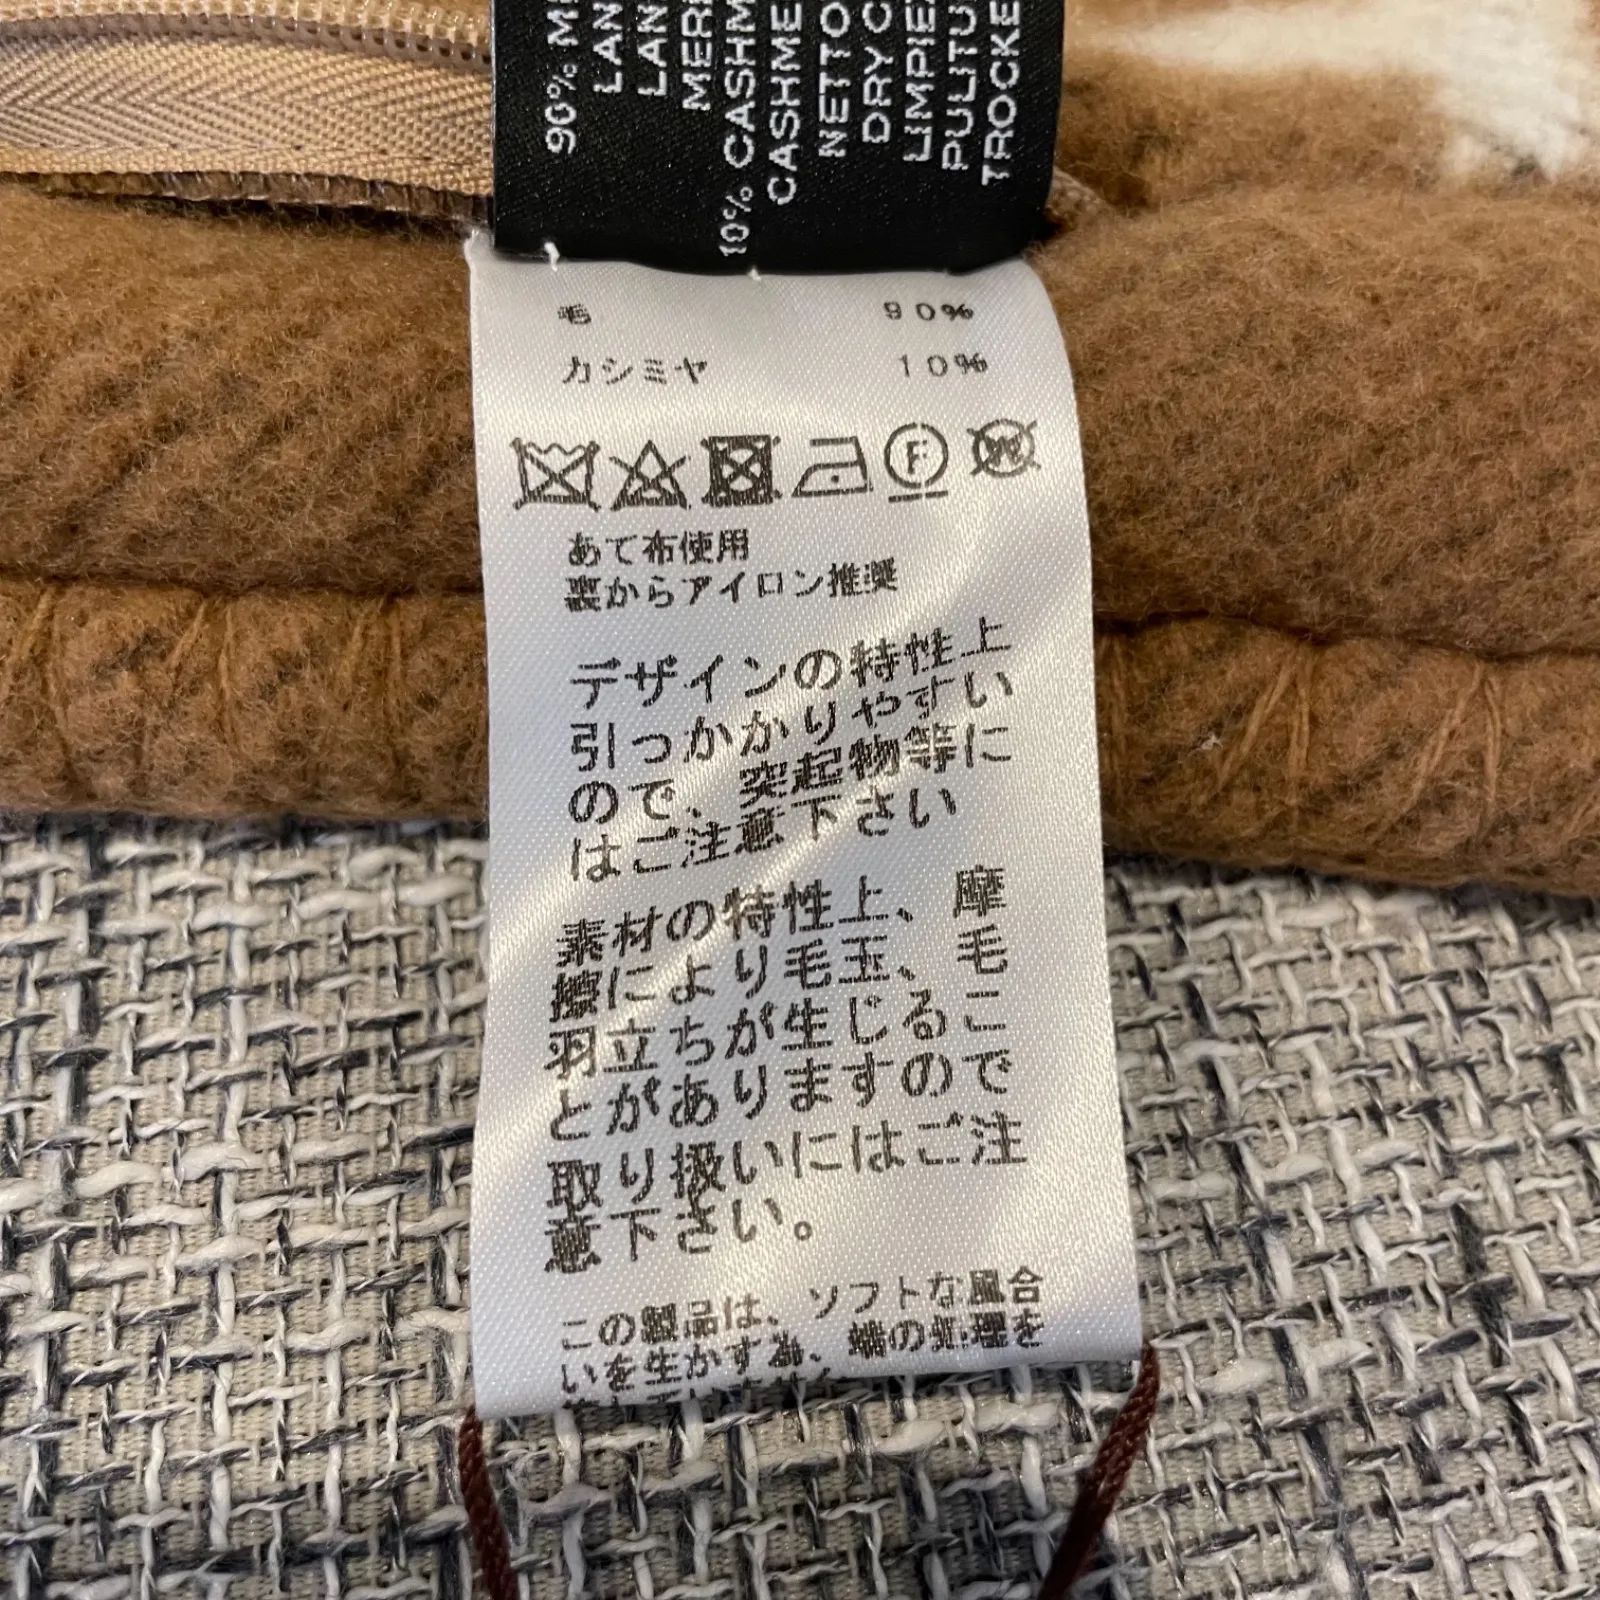 90% M
LAN
LAN
MER
10% CASHM
CASHME
NETTO
DRY C
LIMPIE
PULITU
TROCKE
毛 90%
カシミヤ 10%
F W
あて布使用
裏からアイロン推奨
デザインの特性上
引っかかりやすい
ので、突起物等に
はご注意下さい
素材の特性上、摩
擦により毛玉、毛
羽立ちが生じるこ
とがありますので
取り扱いにはご注
意下さい。
この製品は、ソフトな風合
いを生かす為、端の処理を